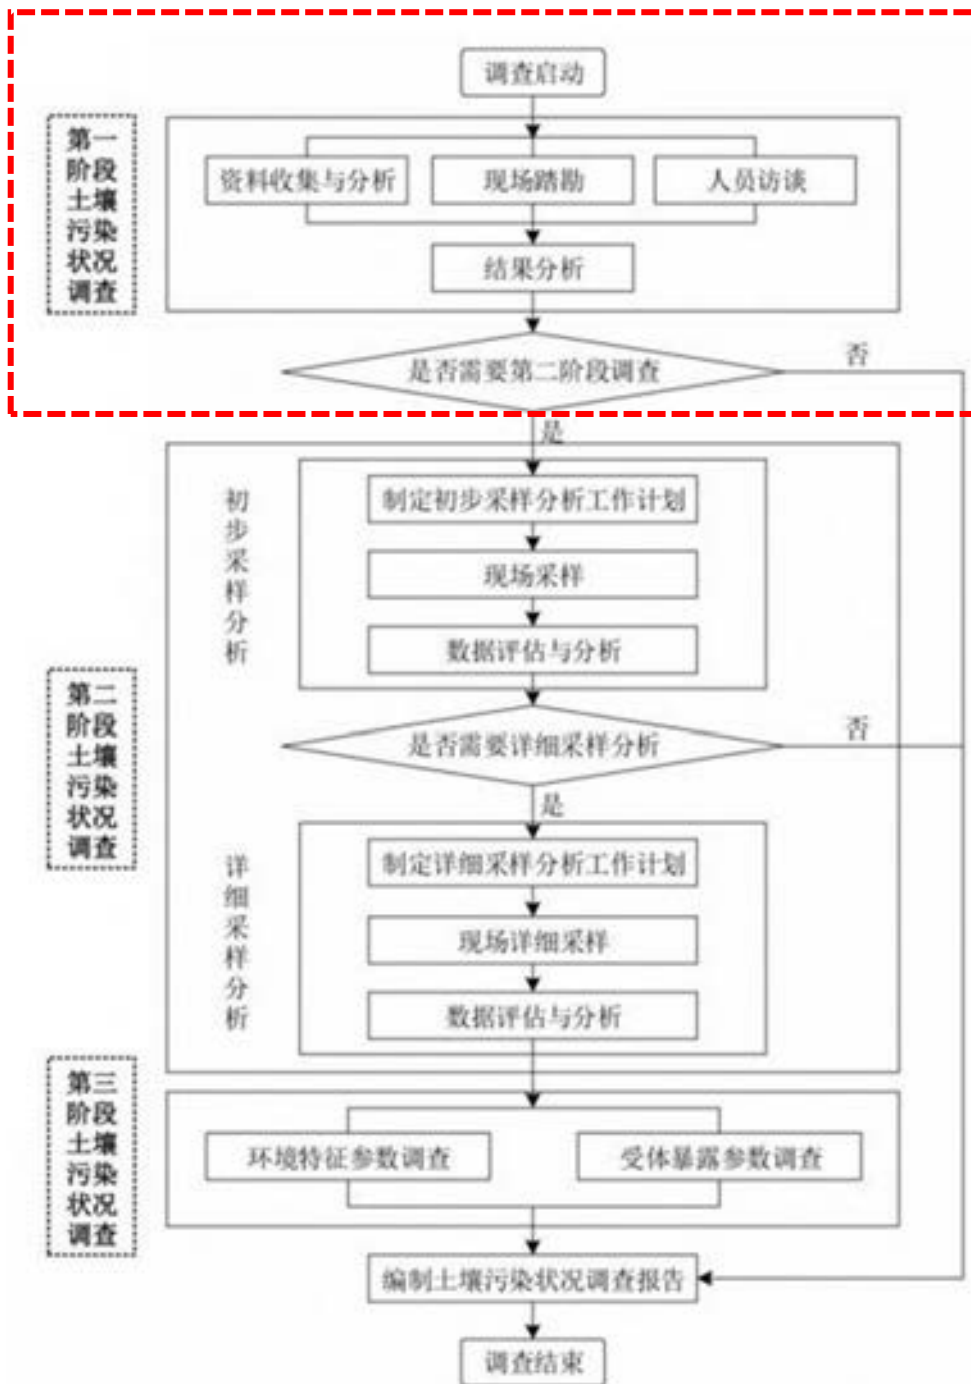 调查启动
第一
阶段
土壤
污染
状况
调查
资料收集与分析
现场踏勘
人员访谈
结果分析
是否需要第二阶段调查
否
是
初
步
采
样
分
析
制定初步采样分析工作计划
现场采样
数据评估与分析
第二
阶段
土壤
污染
状况
调查
是否需要详细采样分析
否
是
详
细
采
样
分
析
制定详细采样分析工作计划
现场详细采样
数据评估与分析
第三
阶段
土壤
污染
状况
调查
环境特征参数调查
受体暴露参数调查
编制土壤污染状况调查报告
调查结束